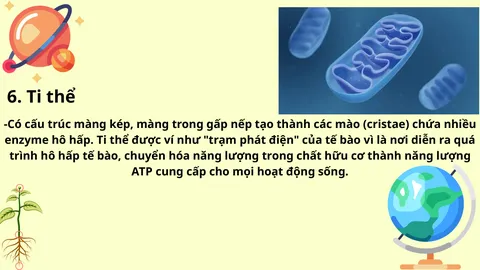 6. Ti thể
-Có cấu trúc màng kép, màng trong gấp nếp tạo thành các mào (cristae) chứa nhiều
enzyme hô hấp. Ti thể được ví như "trạm phát điện" của tế bào vì là nơi diễn ra quá
trình hô hấp tế bào, chuyển hóa năng lượng trong chất hữu cơ thành năng lượng
ATP cung cấp cho mọi hoạt động sống.